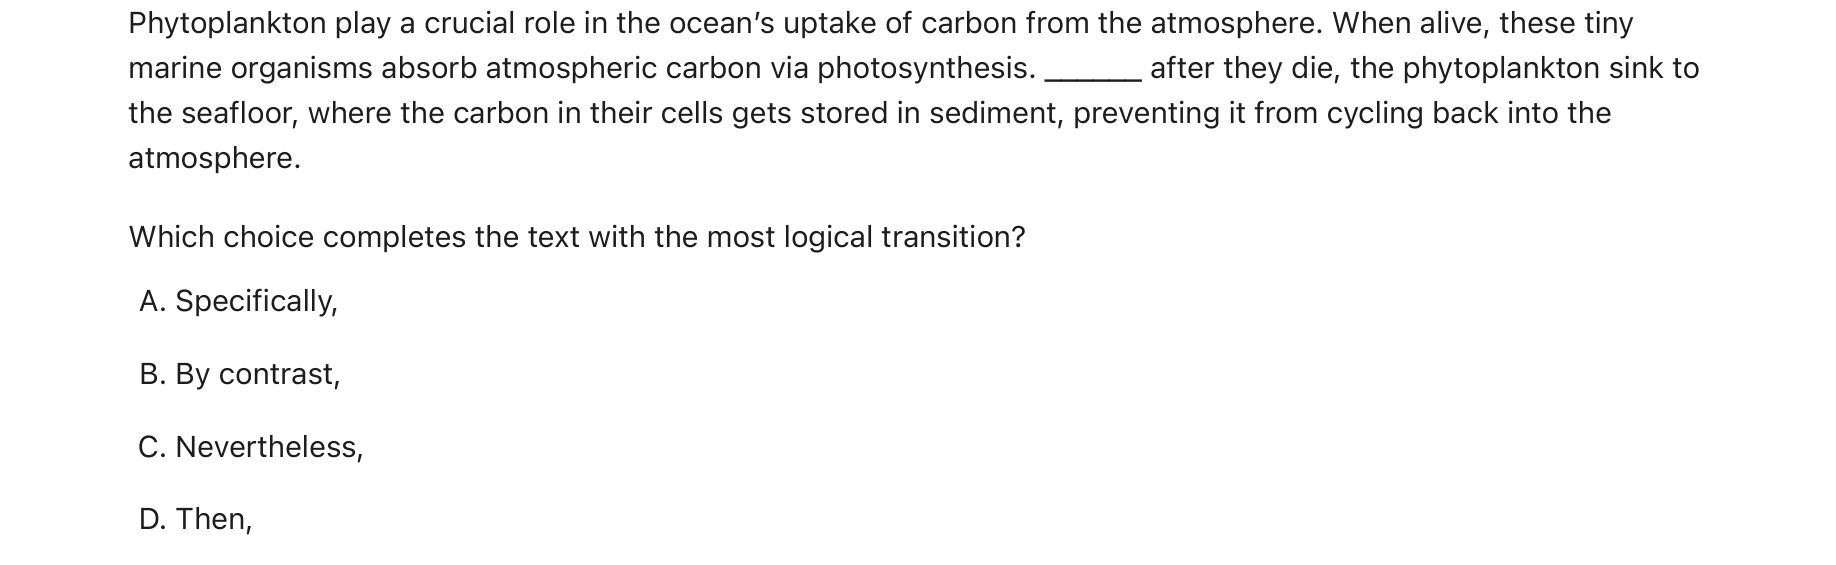 Phytoplankton play a crucial role in the ocean’s uptake of carbon from the atmosphere. When alive, these tiny
marine organisms absorb atmospheric carbon via photosynthesis. ______ after they die, the phytoplankton sink to
the seafloor, where the carbon in their cells gets stored in sediment, preventing it from cycling back into the
atmosphere.
Which choice completes the text with the most logical transition?
A. Specifically,
B. By contrast,
C. Nevertheless,
D. Then,